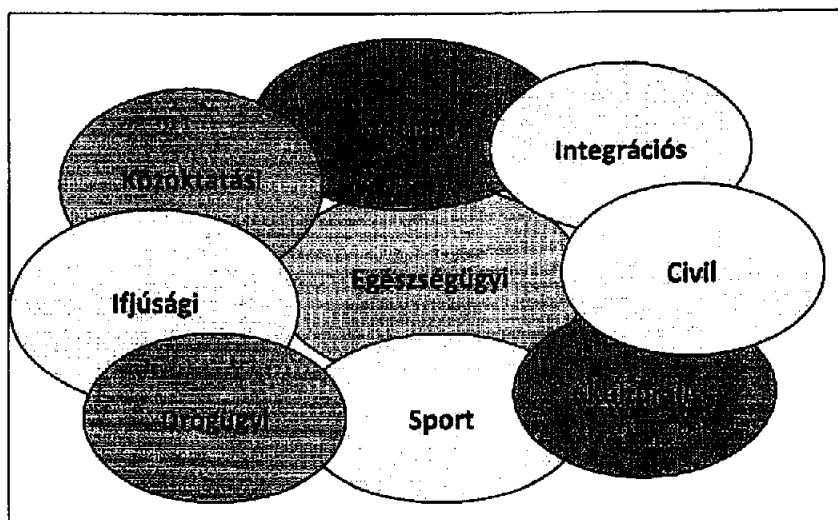 Integrációs
Közoktatási
Egészségügyi
Civil
Ifjúsági
Drogügyi
Sport